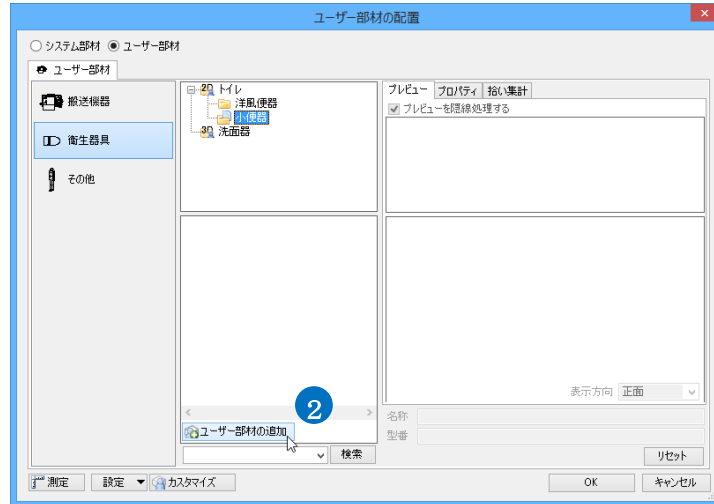 ユーザー部材の配置
システム部材 ユーザー部材
ユーザー部材
搬送機器
衛生器具
その他
2D トイレ
洋風便器
小便器
3D 洗面器
2
ユーザー部材の追加
検索
プレビュー プロパティ 拾い集計
プレビューを隠線処理する
表示方向 正面
名称
型番
リセット
測定 設定 カスタマイズ OK キャンセル